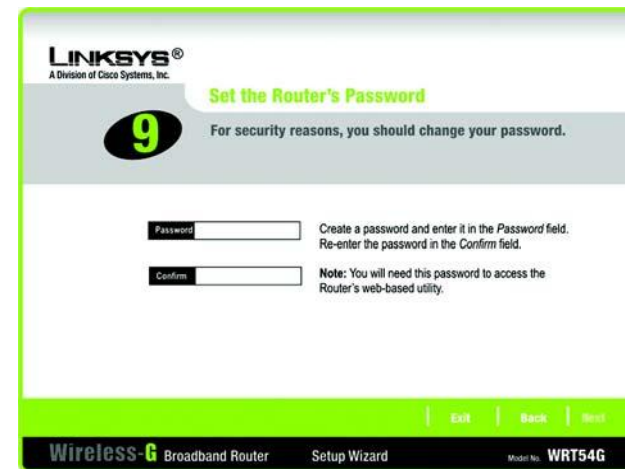 LINKSYS®
A Division of Cisco Systems, Inc.
Set the Router's Password
9
For security reasons, you should change your password.
Password
Create a password and enter it in the Password field.
Re-enter the password in the Confirm field.
Confirm
Note: You will need this password to access the
Router's web-based utility.
Exit Back Next
Wireless-G Broadband Router Setup Wizard Model No. WRT54G